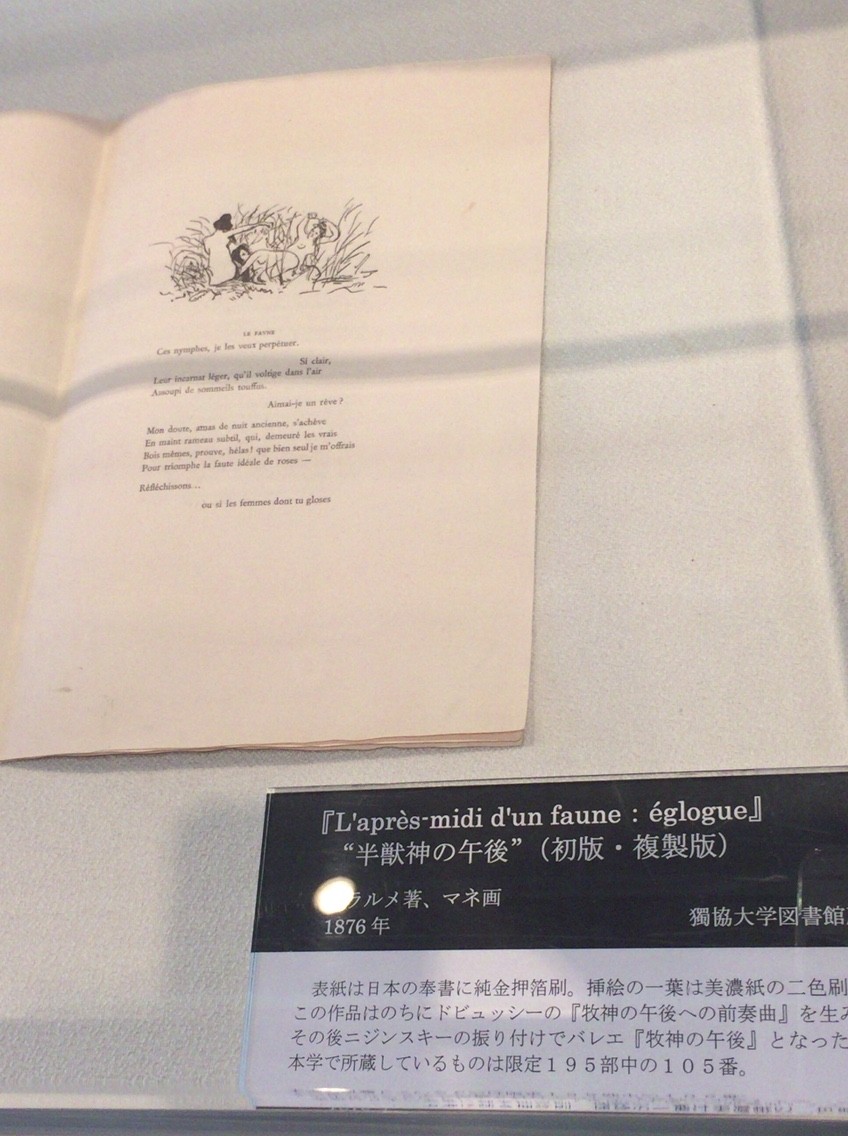 LE FAUNE
Ces nymphes, je les veux perpétuer.
Si clair,
Leur incarnat léger, qu'il voltige dans l'air
Assoupi de sommeils touffus.
Aimai-je un rêve ?
Mon doute, amas de nuit ancienne, s'achève
En maint rameau subtil, qui, demeuré les vrais
Bois mêmes, prouve, hélas! que bien seul je m'offrais
Pour triomphe la faute idéale de roses —
Réfléchissons ..
ou si les femmes dont tu gloses
『L'après-midi d'un faune : églogue』
“半獣神の午後”（初版・複製版）
ラルメ著、マネ画
1876 年
獨協大学図書館
表紙は日本の奉書に純金押箔刷。挿絵の一葉は美濃紙の二色刷
この作品はのちにドビュッシーの『牧神の午後への前奏曲』を生み
その後ニジンスキーの振り付けでバレエ『牧神の午後』となった
本学で所蔵しているものは限定１９５部中の１０５番。